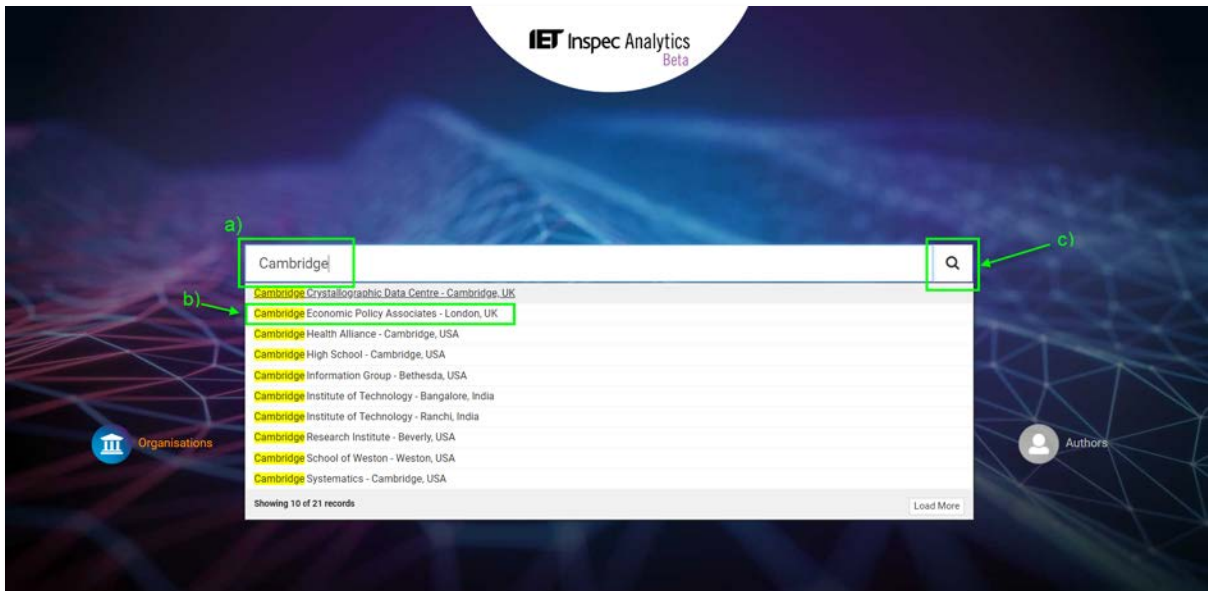 IET Inspec Analytics
Beta
a)
c)
Cambridge
b)
Cambridge Crystallographic Data Centre - Cambridge, UK
Cambridge Economic Policy Associates - London, UK
Cambridge Health Alliance - Cambridge, USA
Cambridge High School - Cambridge, USA
Cambridge Information Group - Bethesda, USA
Cambridge Institute of Technology - Bangalore, India
Cambridge Institute of Technology - Ranchi, India
Cambridge Research Institute - Beverly, USA
Cambridge School of Weston - Weston, USA
Cambridge Systematics - Cambridge, USA
Organisations
Authors
Showing 10 of 21 records
Load More